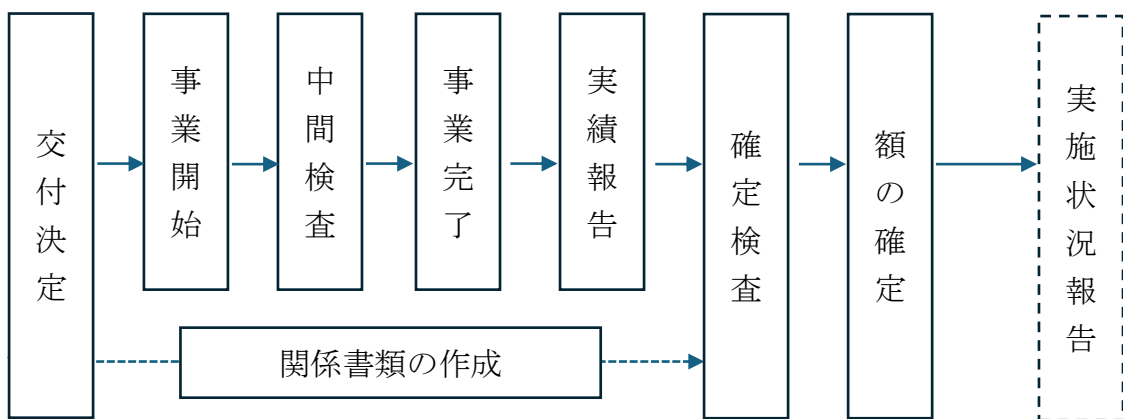 交付決定
事業開始
中間検査
事業完了
実績報告
確定検査
額の確定
実施状況報告
関係書類の作成